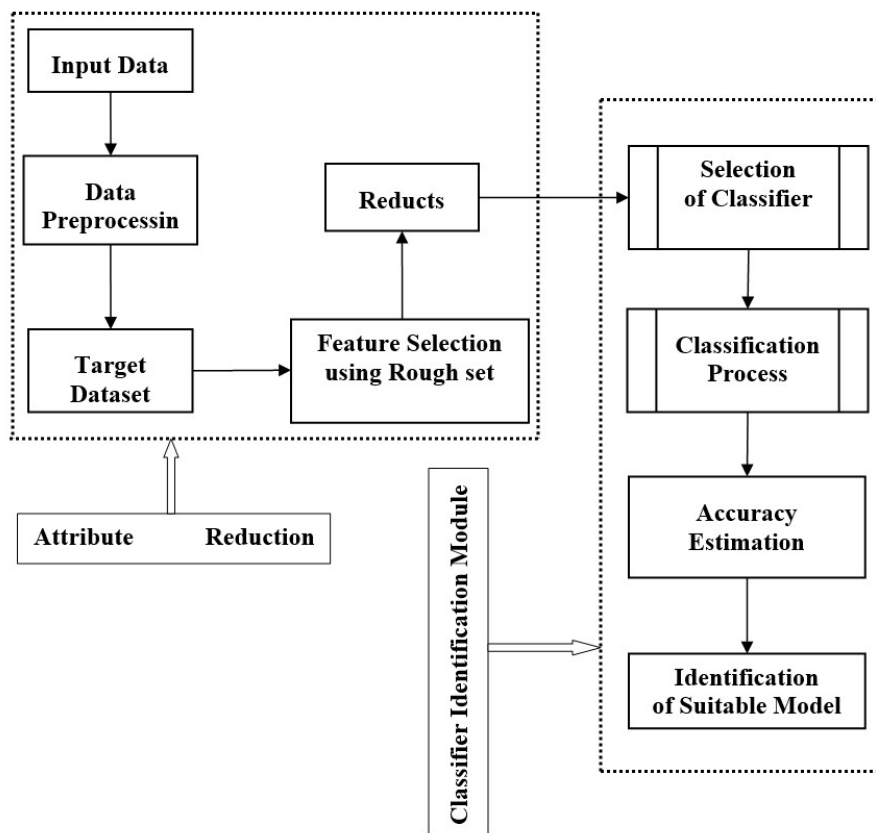 Input Data
Data
Preprocessin
Target
Dataset
Feature Selection
using Rough set
Reducts
Attribute Reduction
Selection
of Classifier
Classification
Process
Accuracy
Estimation
Identification
of Suitable Model
Classifier Identification Module